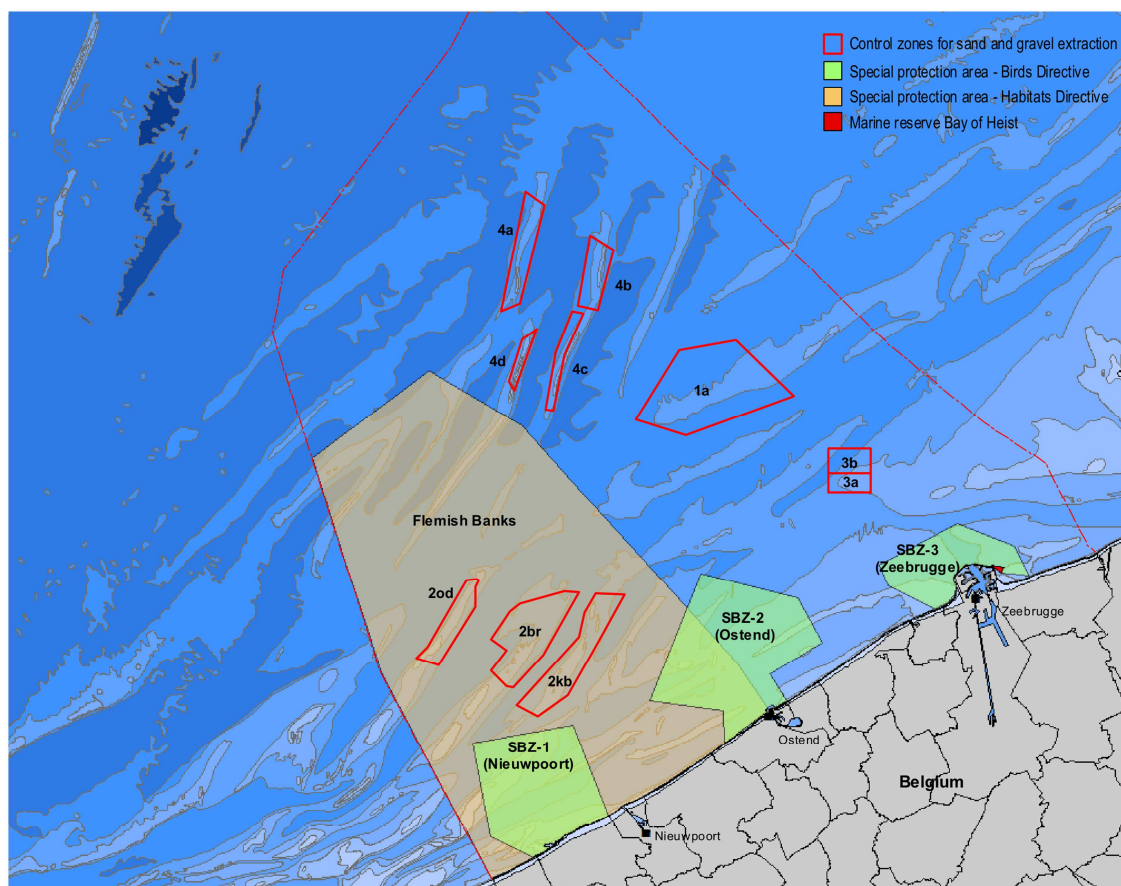 Control zones for sand and gravel extraction
Special protection area - Birds Directive
Special protection area - Habitats Directive
Marine reserve Bay of Heist
4a
4b
4d
4c
1a
3b
3a
Flemish Banks
SBZ-3
(Zeebrugge)
Zeebrugge
2od
2br
2kb
SBZ-2
(Ostend)
Ostend
SBZ-1
(Nieuwpoort)
Belgium
Nieuwpoort